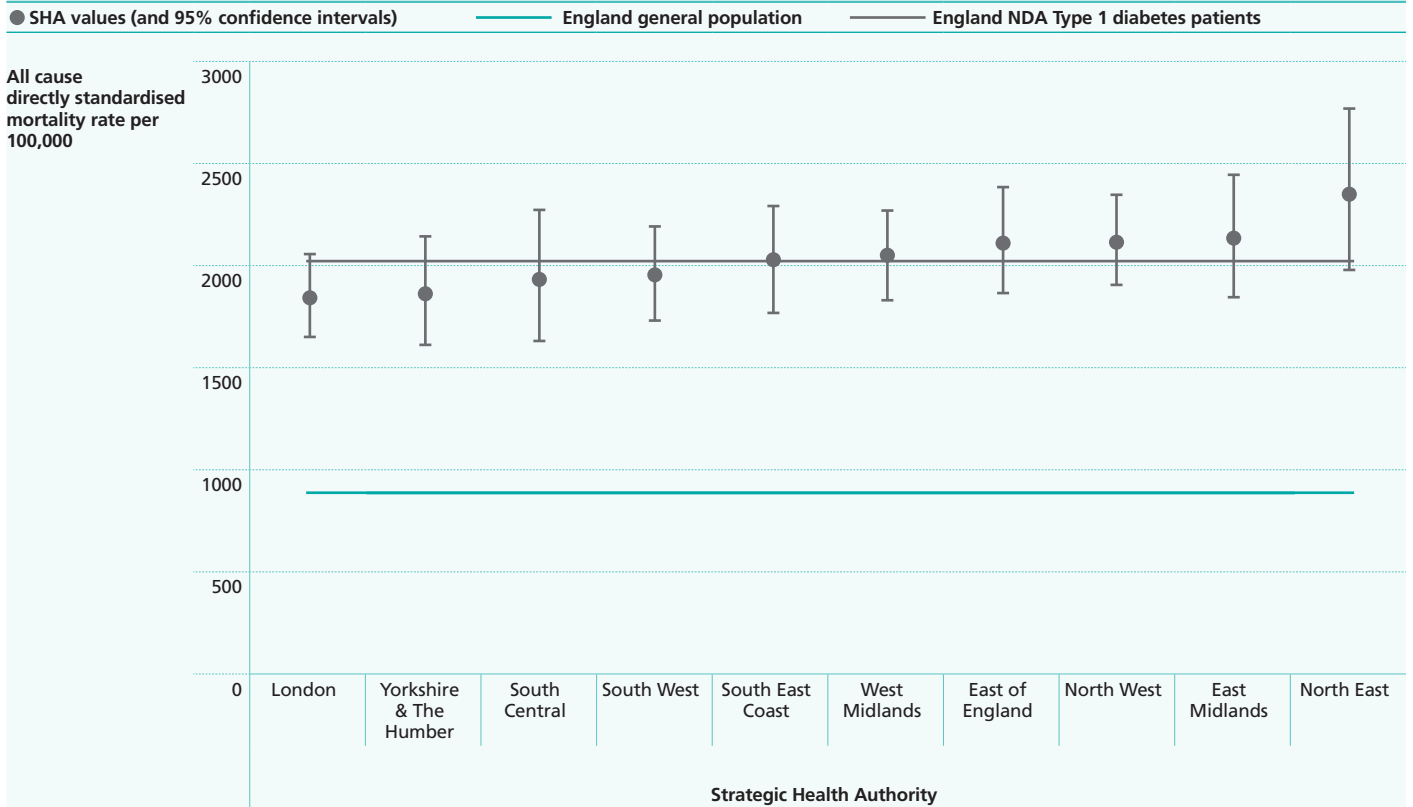 SHA values (and 95% confidence intervals)
England general population
England NDA Type 1 diabetes patients
All cause
directly standardised
mortality rate per
100,000
3000
2500
2000
1500
1000
500
0
London
Yorkshire
& The
Humber
South
Central
South West
South East
Coast
West
Midlands
East of
England
North West
East
Midlands
North East
Strategic Health Authority